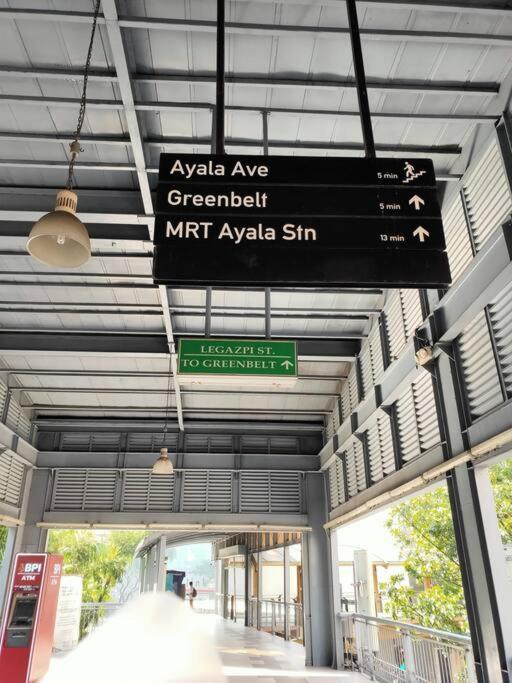 Ayala Ave 5 min
Greenbelt 5 min
MRT Ayala Stn 13 min
LEGAZPI ST.
TO GREENBELT
BPI
ATM